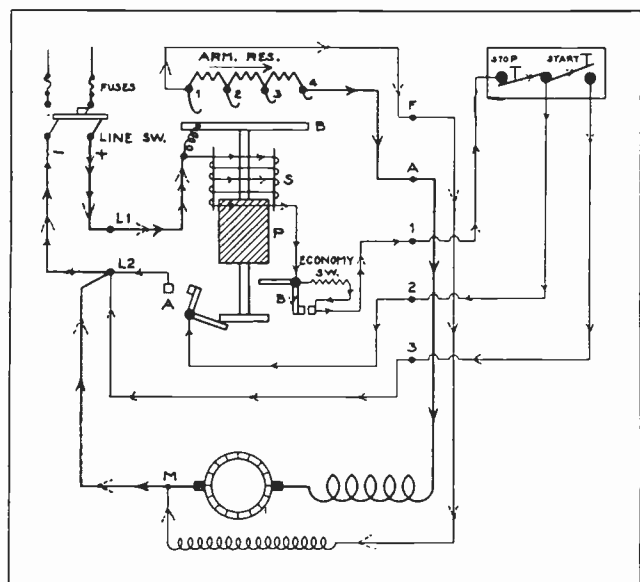 ARM. RES.
STOP
START
FUSES
1 2 3 4
F
B
LINE SW.
- +
S
A
L1
P
1
L2
ECONOMY
SW.
A
B
2
3
M